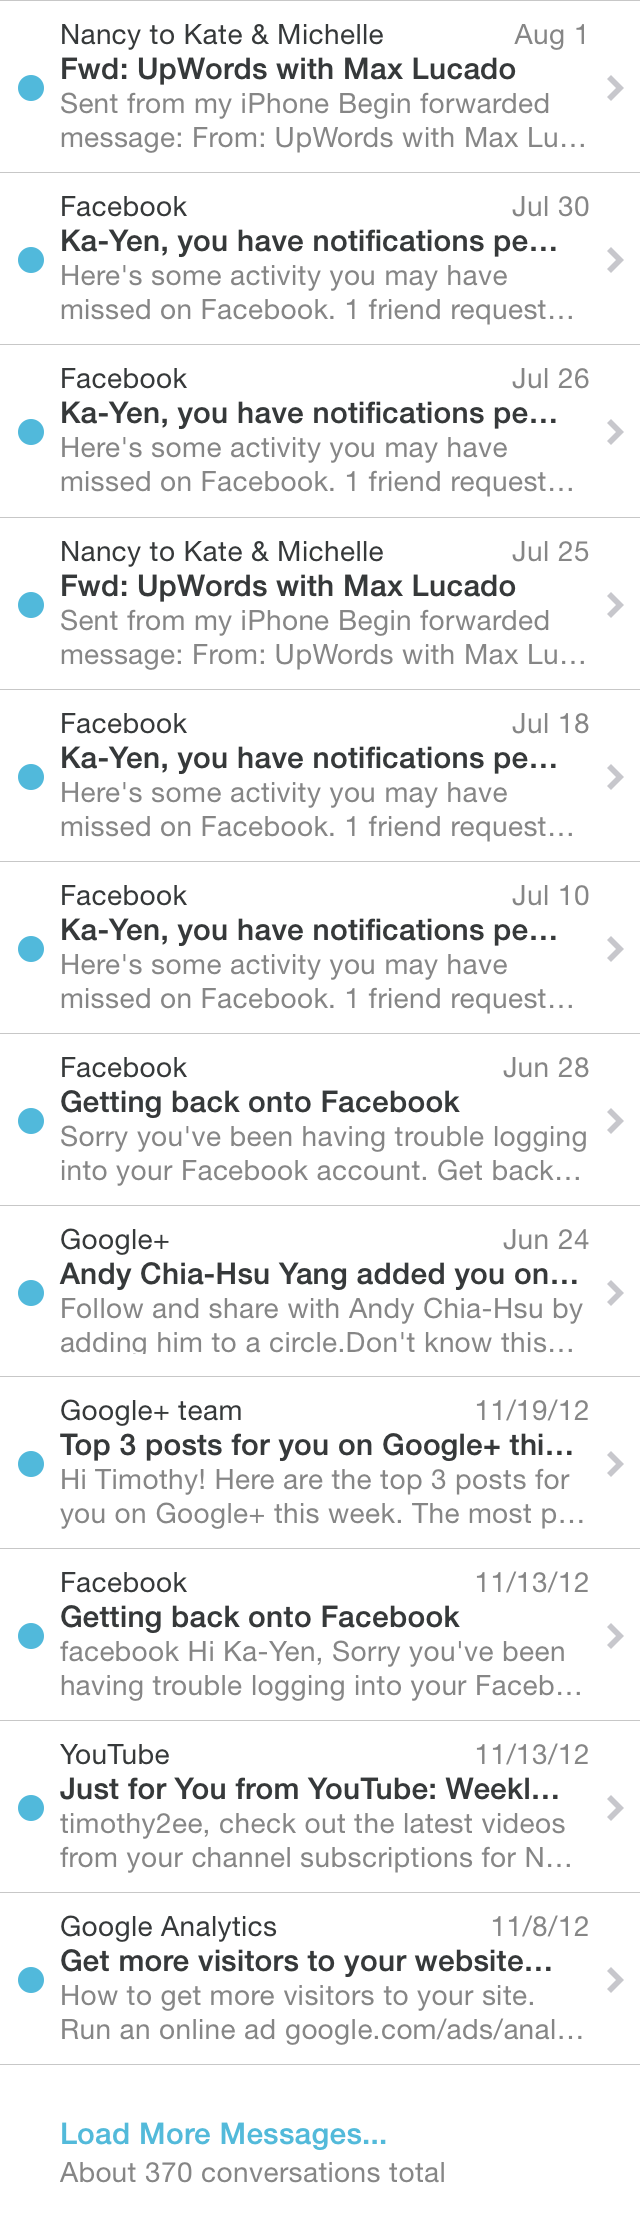 Nancy to Kate & Michelle Aug 1
Fwd: UpWords with Max Lucado
Sent from my iPhone Begin forwarded
message: From: UpWords with Max Lu...
Facebook Jul 30
Ka-Yen, you have notifications pe...
Here's some activity you may have
missed on Facebook. 1 friend request...
Facebook Jul 26
Ka-Yen, you have notifications pe...
Here's some activity you may have
missed on Facebook. 1 friend request...
Nancy to Kate & Michelle Jul 25
Fwd: UpWords with Max Lucado
Sent from my iPhone Begin forwarded
message: From: UpWords with Max Lu...
Facebook Jul 18
Ka-Yen, you have notifications pe...
Here's some activity you may have
missed on Facebook. 1 friend request...
Facebook Jul 10
Ka-Yen, you have notifications pe...
Here's some activity you may have
missed on Facebook. 1 friend request...
Facebook Jun 28
Getting back onto Facebook
Sorry you've been having trouble logging
into your Facebook account. Get back...
Google+ Jun 24
Andy Chia-Hsu Yang added you on...
Follow and share with Andy Chia-Hsu by
adding him to a circle.Don't know this...
Google+ team 11/19/12
Top 3 posts for you on Google+ thi...
Hi Timothy! Here are the top 3 posts for
you on Google+ this week. The most p...
Facebook 11/13/12
Getting back onto Facebook
facebook Hi Ka-Yen, Sorry you've been
having trouble logging into your Faceb...
YouTube 11/13/12
Just for You from YouTube: Weekl...
timothy2ee, check out the latest videos
from your channel subscriptions for N...
Google Analytics 11/8/12
Get more visitors to your website...
How to get more visitors to your site.
Run an online ad google.com/ads/anal...
Load More Messages...
About 370 conversations total